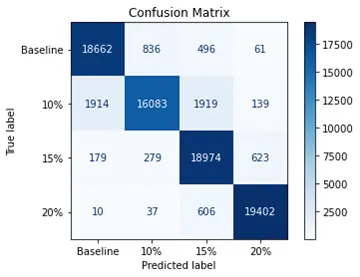 Confusion Matrix
Baseline 18662 836 496 61
10% 1914 16083 1919 139
15% 179 279 18974 623
20% 10 37 606 19402
Baseline 10% 15% 20%
Predicted label
True label
17500
15000
12500
10000
7500
5000
2500